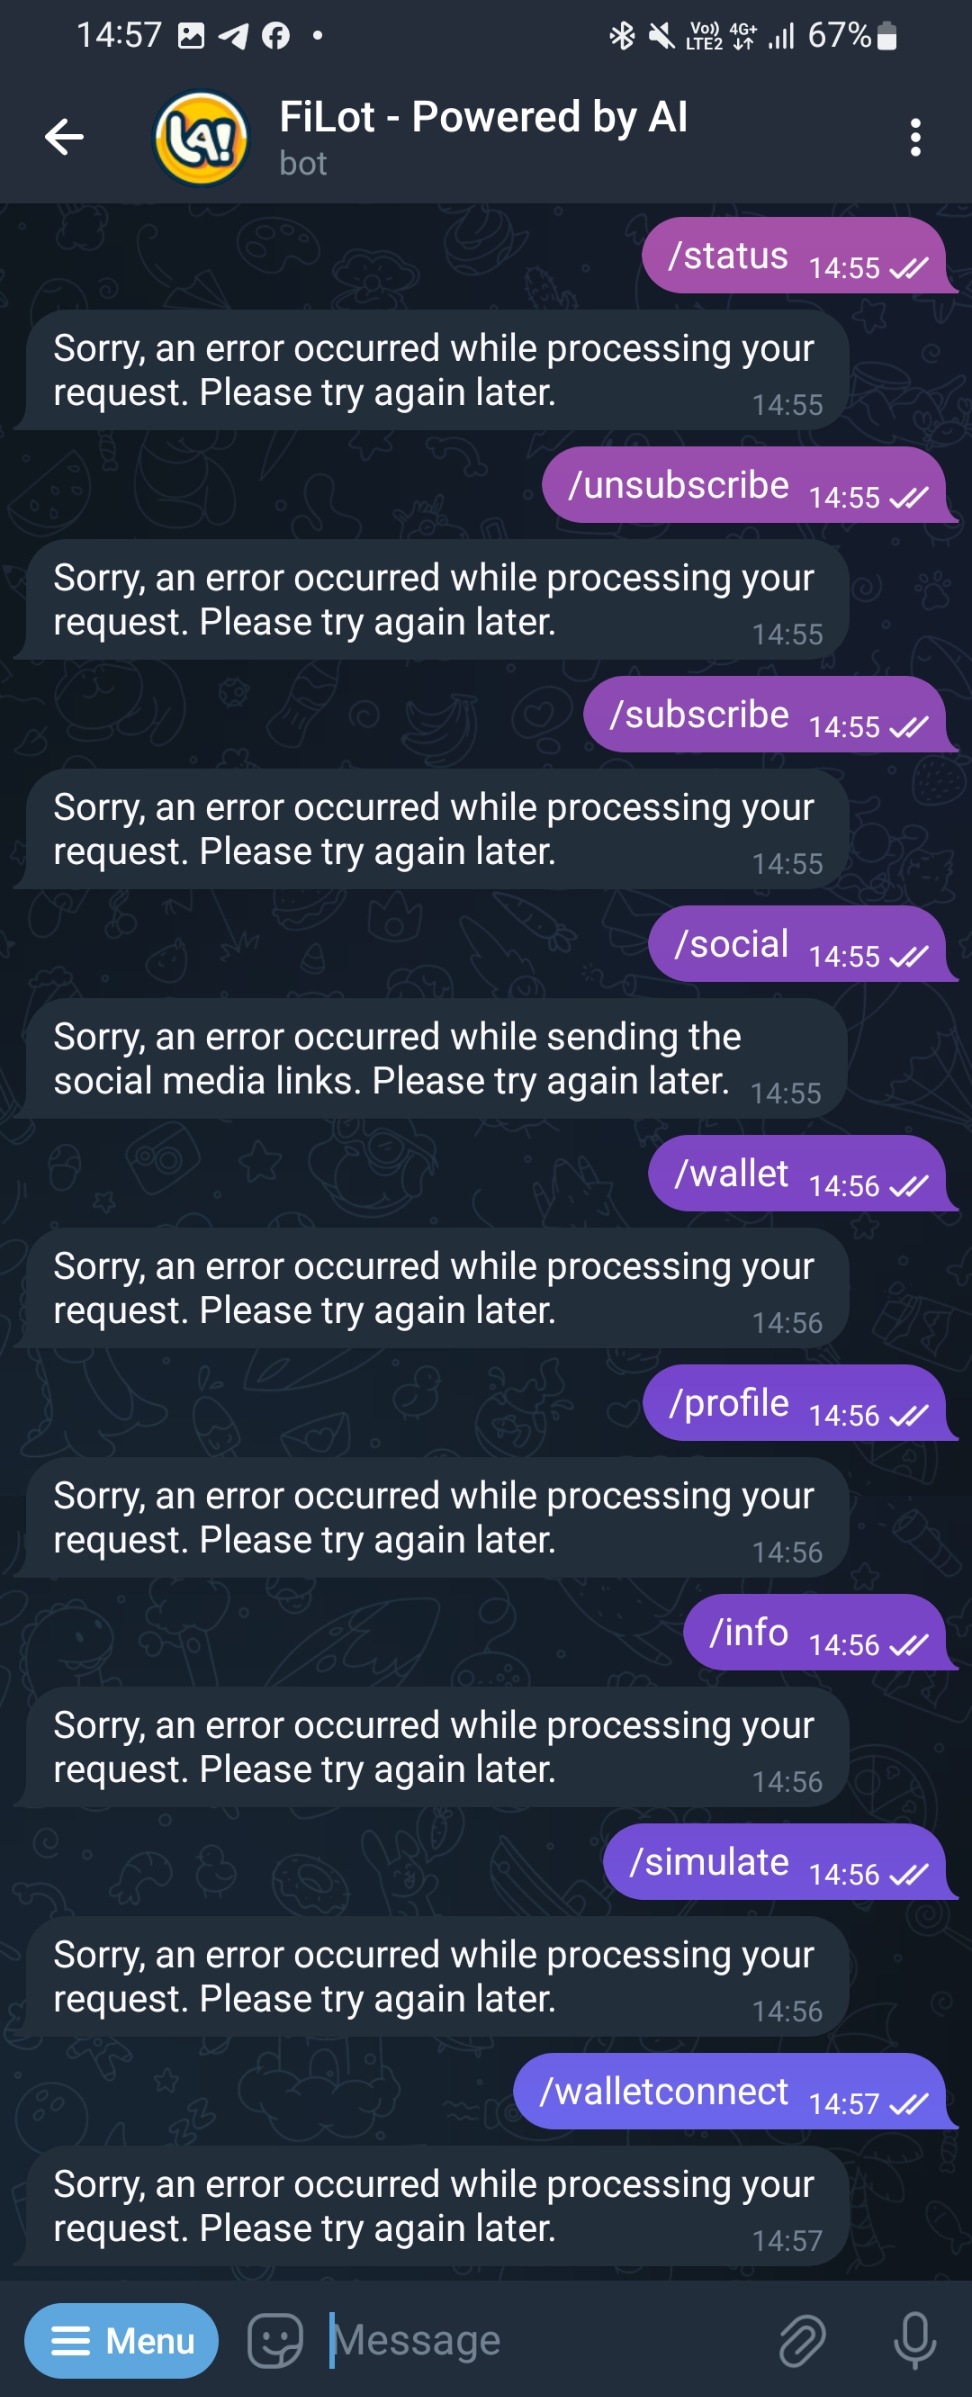 14:57
Vo)) LTE2 4G+ 67%
LA!
FiLot - Powered by AI
bot
/status 14:55
Sorry, an error occurred while processing your
request. Please try again later. 14:55
/unsubscribe 14:55
Sorry, an error occurred while processing your
request. Please try again later. 14:55
/subscribe 14:55
Sorry, an error occurred while processing your
request. Please try again later. 14:55
/social 14:55
Sorry, an error occurred while sending the
social media links. Please try again later. 14:55
/wallet 14:56
Sorry, an error occurred while processing your
request. Please try again later. 14:56
/profile 14:56
Sorry, an error occurred while processing your
request. Please try again later. 14:56
/info 14:56
Sorry, an error occurred while processing your
request. Please try again later. 14:56
/simulate 14:56
Sorry, an error occurred while processing your
request. Please try again later. 14:56
/walletconnect 14:57
Sorry, an error occurred while processing your
request. Please try again later. 14:57
Menu Message